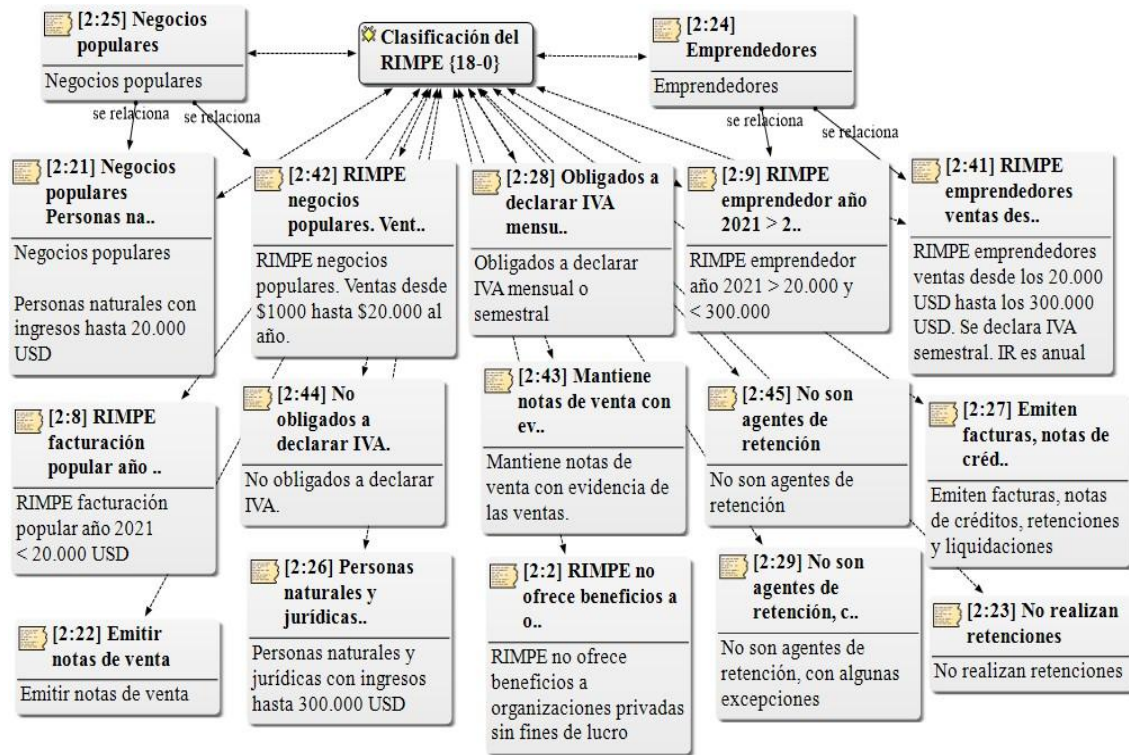 [2:25] Negocios
populares
Negocios populares
Clasificación del
RIMPE {18-0}
[2:24]
Emprendedores
Emprendedores
se relaciona
se relaciona
se relaciona
se relaciona
[2:21] Negocios
populares
Personas na..
Negocios populares
Personas naturales con
ingresos hasta 20.000
USD
[2:42] RIMPE
negocios
populares. Vent..
RIMPE negocios
populares. Ventas desde
$1000 hasta $20.000 al
año.
[2:28] Obligados a
declarar IVA
mensu..
Obligados a declarar
IVA mensual o
semestral
[2:9] RIMPE
emprendedor año
2021 > 2..
RIMPE emprendedor
año 2021 > 20.000 y
< 300.000
[2:41] RIMPE
emprendedores
ventas des..
RIMPE emprendedores
ventas desde los 20.000
USD hasta los 300.000
USD. Se declara IVA
semestral. IR es anual
[2:8] RIMPE
facturación
popular año ..
RIMPE facturación
popular año 2021
< 20.000 USD
[2:44] No
obligados a
declarar IVA.
No obligados a declarar
IVA.
[2:43] Mantiene
notas de venta con
ev..
Mantiene notas de
venta con evidencia de
las ventas.
[2:45] No son
agentes de
retención
No son agentes de
retención
[2:27] Emiten
facturas, notas de
créd..
Emiten facturas, notas
de créditos, retenciones
y liquidaciones
[2:22] Emitir
notas de venta
Emitir notas de venta
[2:26] Personas
naturales y
jurídicas..
Personas naturales y
jurídicas con ingresos
hasta 300.000 USD
[2:2] RIMPE no
ofrece beneficios a
o..
RIMPE no ofrece
beneficios a
organizaciones privadas
sin fines de lucro
[2:29] No son
agentes de
retención, c..
No son agentes de
retención, con algunas
excepciones
[2:23] No realizan
retenciones
No realizan retenciones